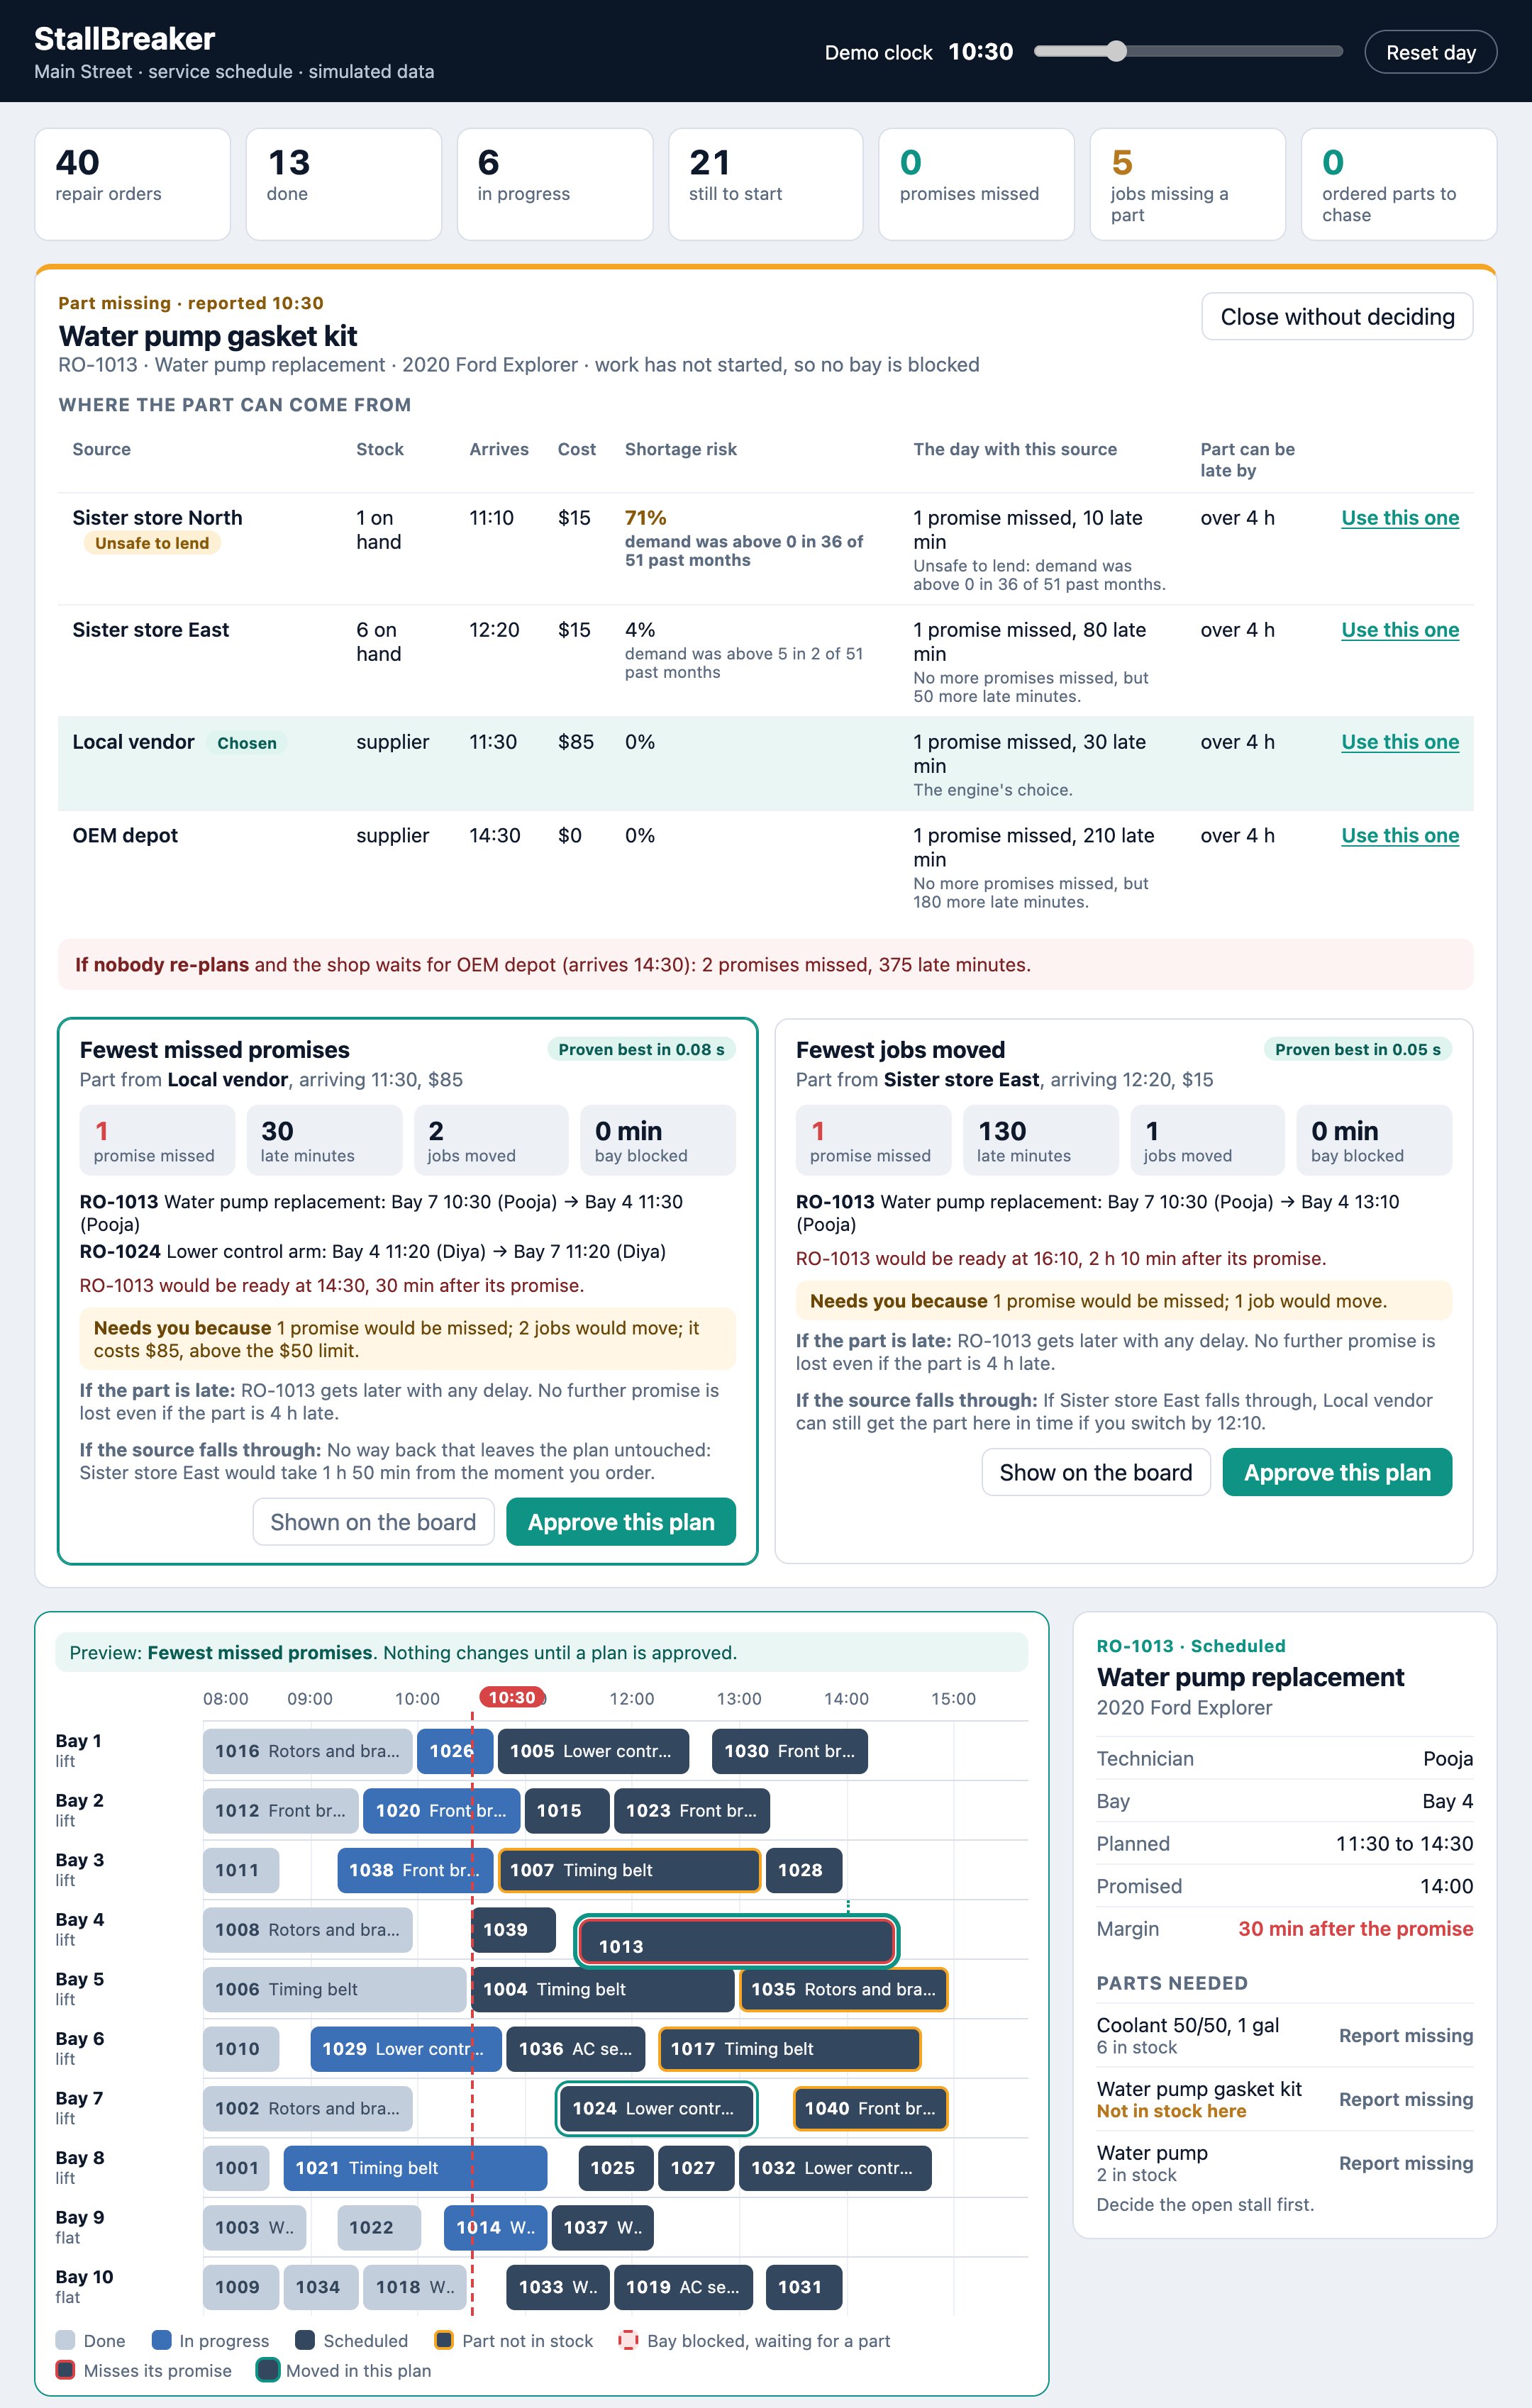 StallBreaker
Main Street · service schedule · simulated data
Demo clock 10:30
Reset day
40
repair orders
13
done
6
in progress
21
still to start
0
promises missed
5
jobs missing a
part
0
ordered parts to
chase
Part missing · reported 10:30
Water pump gasket kit
RO-1013 · Water pump replacement · 2020 Ford Explorer · work has not started, so no bay is blocked
Close without deciding
WHERE THE PART CAN COME FROM
Source Stock Arrives Cost Shortage risk The day with this source Part can be
late by
Sister store North
Unsafe to lend
1 on
hand
11:10
$15
71%
demand was above 0 in 36 of
51 past months
1 promise missed, 10 late
min
Unsafe to lend: demand was
above 0 in 36 of 51 past months.
over 4 h
Use this one
Sister store East
6 on
hand
12:20
$15
4%
demand was above 5 in 2 of 51
past months
1 promise missed, 80 late
min
No more promises missed, but
50 more late minutes.
over 4 h
Use this one
Local vendor Chosen
supplier
11:30
$85
0%
1 promise missed, 30 late
min
The engine's choice.
over 4 h
Use this one
OEM depot
supplier
14:30
$0
0%
1 promise missed, 210 late
min
No more promises missed, but
180 more late minutes.
over 4 h
Use this one
If nobody re-plans and the shop waits for OEM depot (arrives 14:30): 2 promises missed, 375 late minutes.
Fewest missed promises
Proven best in 0.08 s
Part from Local vendor, arriving 11:30, $85
1
promise missed
30
late minutes
2
jobs moved
0 min
bay blocked
RO-1013 Water pump replacement: Bay 7 10:30 (Pooja) → Bay 4 11:30
(Pooja)
RO-1024 Lower control arm: Bay 4 11:20 (Diya) → Bay 7 11:20 (Diya)
RO-1013 would be ready at 14:30, 30 min after its promise.
Needs you because 1 promise would be missed; 2 jobs would move; it
costs $85, above the $50 limit.
If the part is late: RO-1013 gets later with any delay. No further promise is
lost even if the part is 4 h late.
If the source falls through: No way back that leaves the plan untouched:
Sister store East would take 1 h 50 min from the moment you order.
Shown on the board
Approve this plan
Fewest jobs moved
Proven best in 0.05 s
Part from Sister store East, arriving 12:20, $15
1
promise missed
130
late minutes
1
jobs moved
0 min
bay blocked
RO-1013 Water pump replacement: Bay 7 10:30 (Pooja) → Bay 4 13:10
(Pooja)
RO-1013 would be ready at 16:10, 2 h 10 min after its promise.
Needs you because 1 promise would be missed; 1 job would move.
If the part is late: RO-1013 gets later with any delay. No further promise is
lost even if the part is 4 h late.
If the source falls through: If Sister store East falls through, Local vendor
can still get the part here in time if you switch by 12:10.
Show on the board
Approve this plan
Preview: Fewest missed promises. Nothing changes until a plan is approved.
08:00 09:00 10:00 10:30 12:00 13:00 14:00 15:00
Bay 1
lift
1016 Rotors and bra...
1026
1005 Lower contr...
1030 Front br...
Bay 2
lift
1012 Front br...
1020 Front br...
1015
1023 Front br...
Bay 3
lift
1011
1038 Front br...
1007 Timing belt
1028
Bay 4
lift
1008 Rotors and bra...
1039
1013
Bay 5
lift
1006 Timing belt
1004 Timing belt
1035 Rotors and bra...
Bay 6
lift
1010
1029 Lower contr...
1036 AC se...
1017 Timing belt
Bay 7
lift
1002 Rotors and bra...
1024 Lower contr...
1040 Front br...
Bay 8
lift
1001
1021 Timing belt
1025
1027
1032 Lower contr...
Bay 9
flat
1003 W..
1022
1014 W..
1037 W..
Bay 10
flat
1009
1034
1018 W..
1033 W..
1019 AC se...
1031
Done
In progress
Scheduled
Part not in stock
Bay blocked, waiting for a part
Misses its promise
Moved in this plan
RO-1013 · Scheduled
Water pump replacement
2020 Ford Explorer
Technician Pooja
Bay Bay 4
Planned 11:30 to 14:30
Promised 14:00
Margin 30 min after the promise
PARTS NEEDED
Coolant 50/50, 1 gal
6 in stock
Report missing
Water pump gasket kit
Not in stock here
Report missing
Water pump
2 in stock
Report missing
Decide the open stall first.